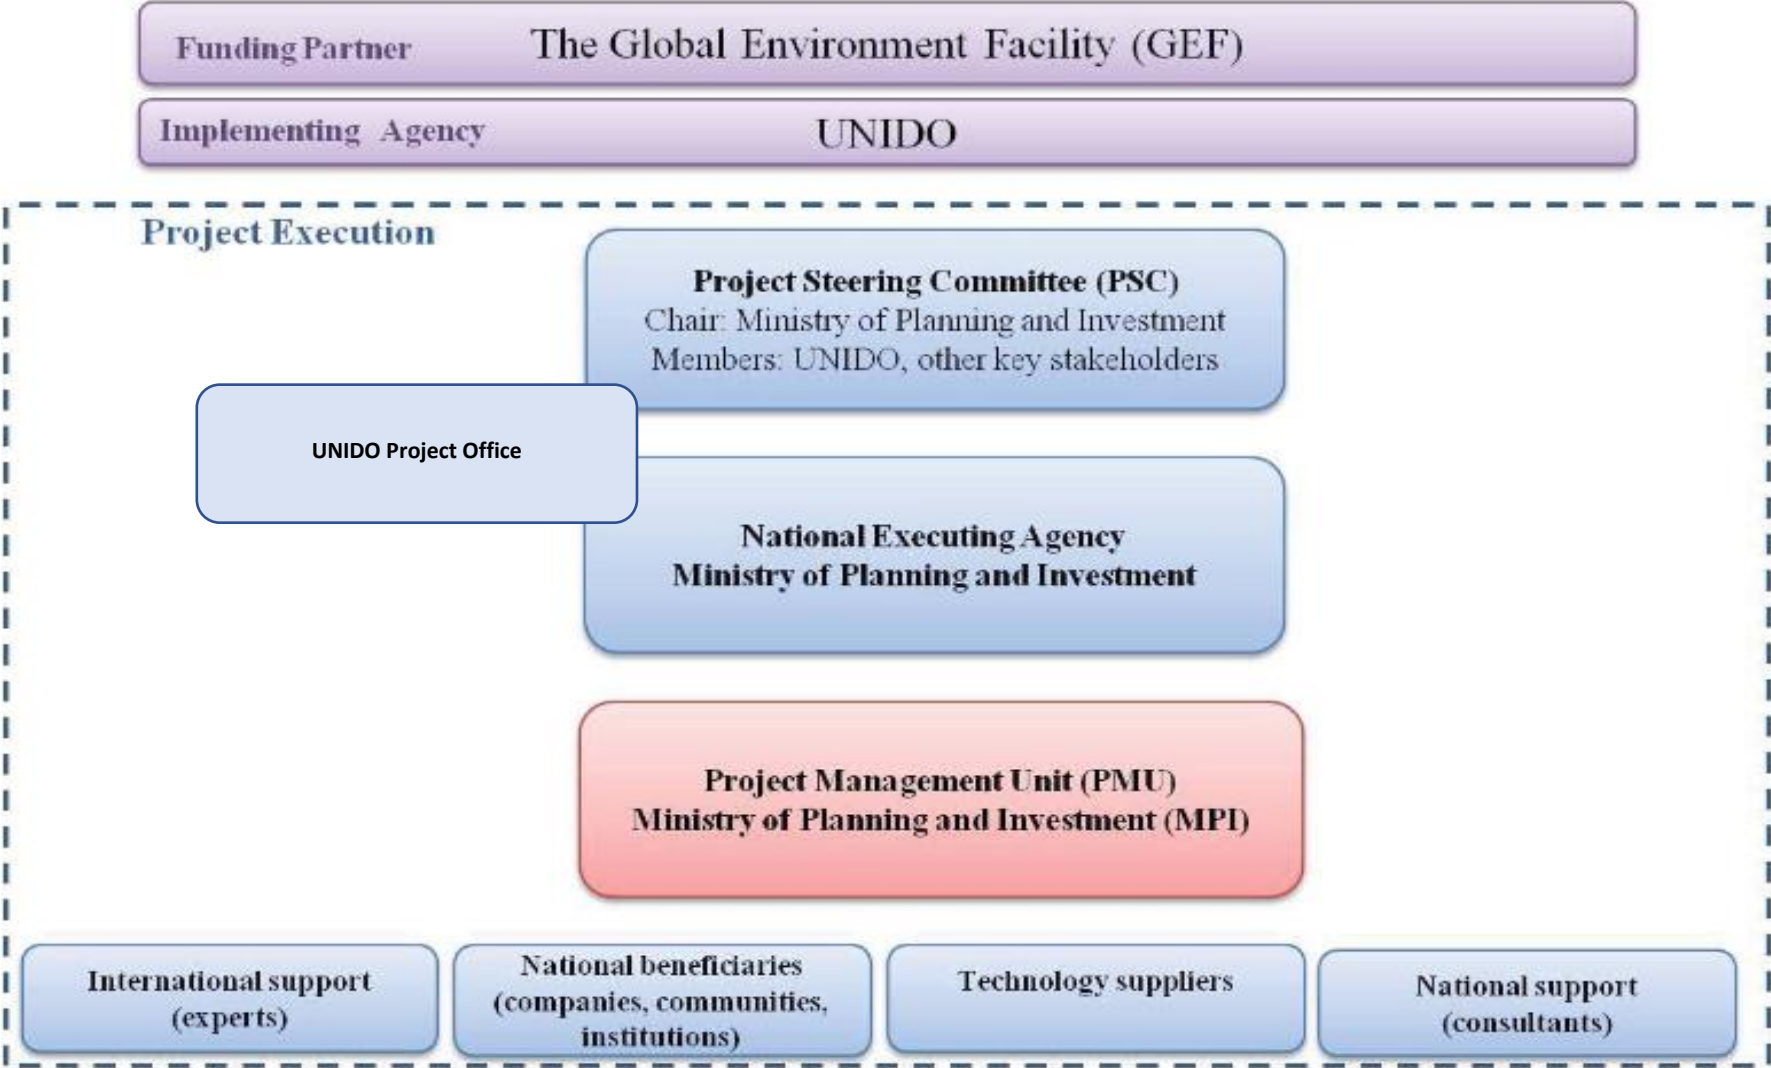 Funding Partner The Global Environment Facility (GEF)
Implementing Agency UNIDO
Project Execution
Project Steering Committee (PSC)
Chair: Ministry of Planning and Investment
Members: UNIDO, other key stakeholders
UNIDO Project Office
National Executing Agency
Ministry of Planning and Investment
Project Management Unit (PMU)
Ministry of Planning and Investment (MPI)
International support
(experts)
National beneficiaries
(companies, communities,
institutions)
Technology suppliers
National support
(consultants)